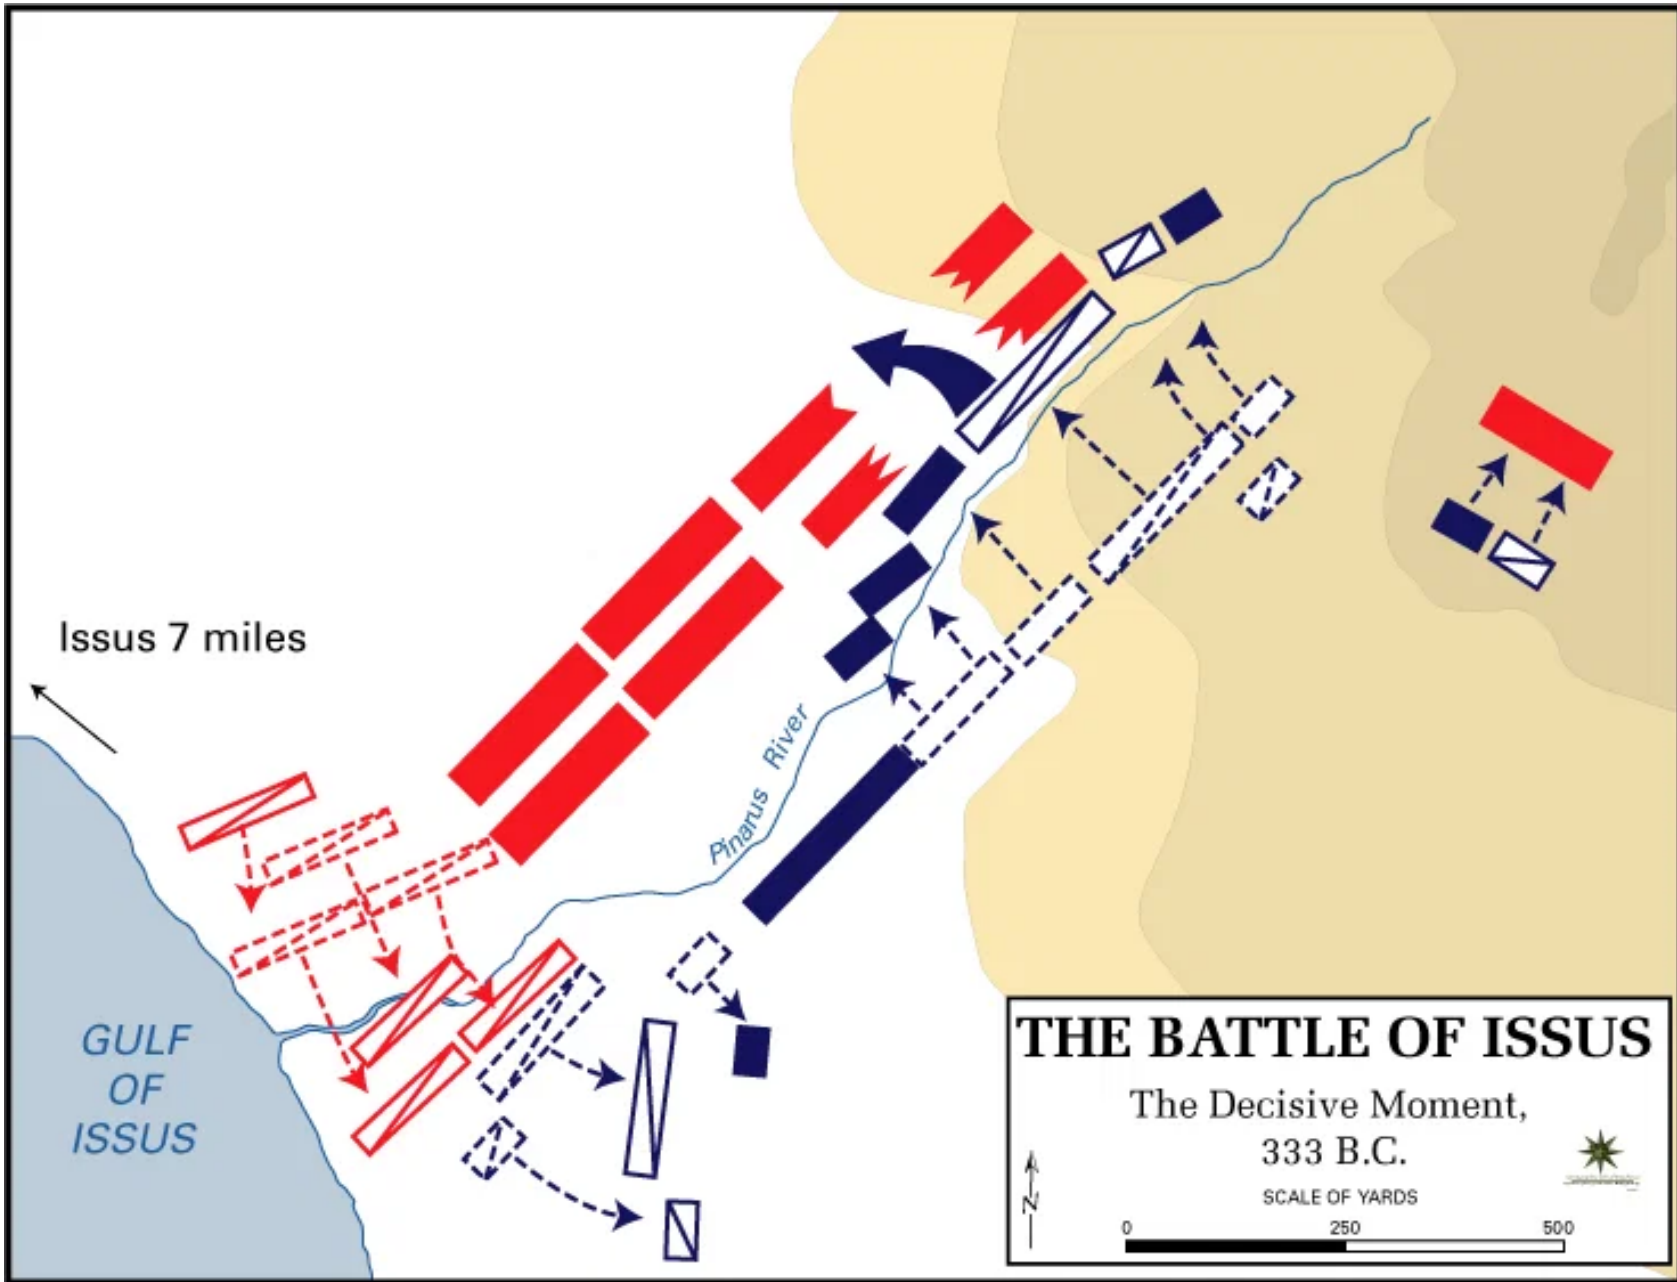 Issus 7 miles
Pinarus River
GULF
OF
ISSUS
THE BATTLE OF ISSUS
The Decisive Moment,
333 B.C.
SCALE OF YARDS
0 250 500
N